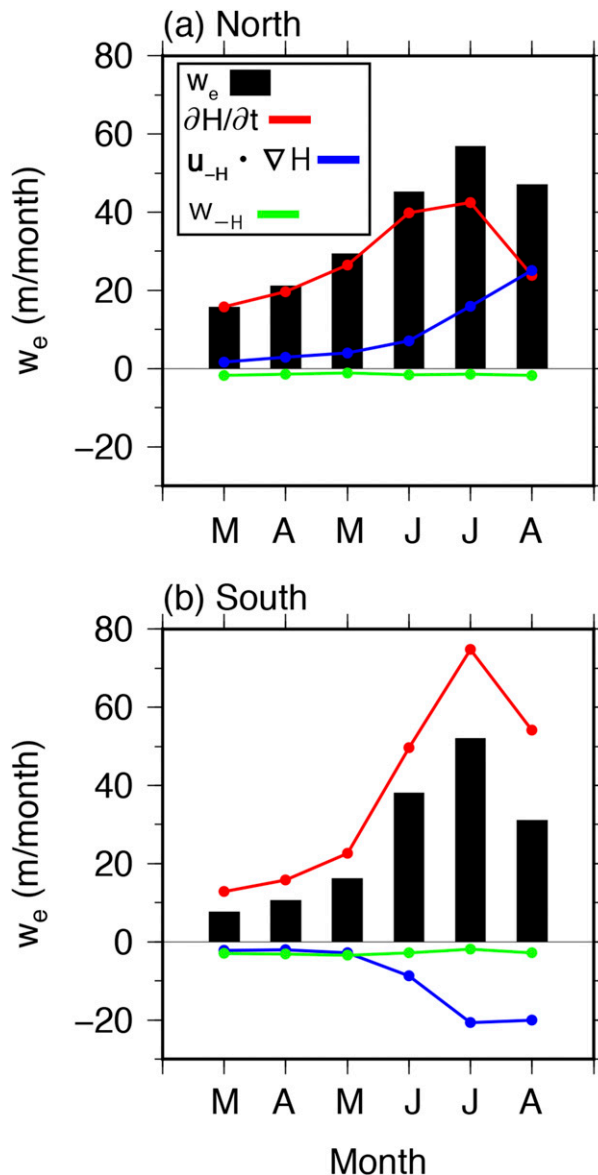 (a) North
80
60
40
20
0
−20
w_e (m/month)
w_e
∂H/∂t
u_−H · ∇H
w_−H
M A M J J A
(b) South
80
60
40
20
0
−20
w_e (m/month)
M A M J J A
Month